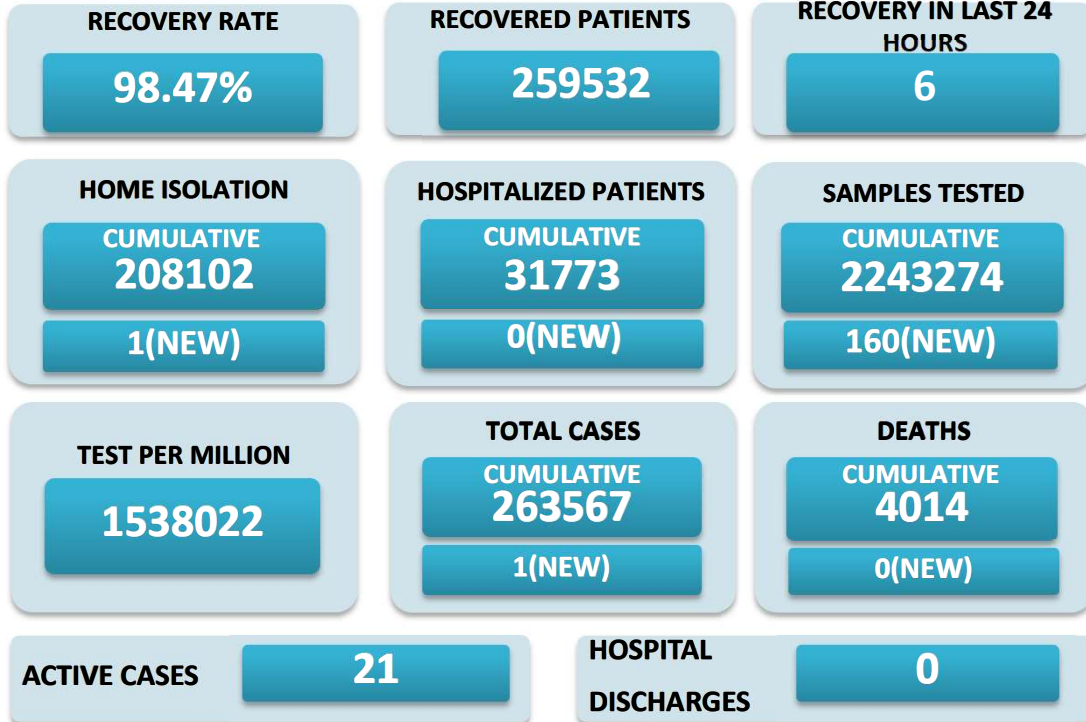 RECOVERY RATE
98.47%
RECOVERED PATIENTS
259532
RECOVERY IN LAST 24
HOURS
6
HOME ISOLATION
CUMULATIVE
208102
1(NEW)
HOSPITALIZED PATIENTS
CUMULATIVE
31773
0(NEW)
SAMPLES TESTED
CUMULATIVE
2243274
160(NEW)
TEST PER MILLION
1538022
TOTAL CASES
CUMULATIVE
263567
1(NEW)
DEATHS
CUMULATIVE
4014
0(NEW)
ACTIVE CASES
21
HOSPITAL
DISCHARGES
0